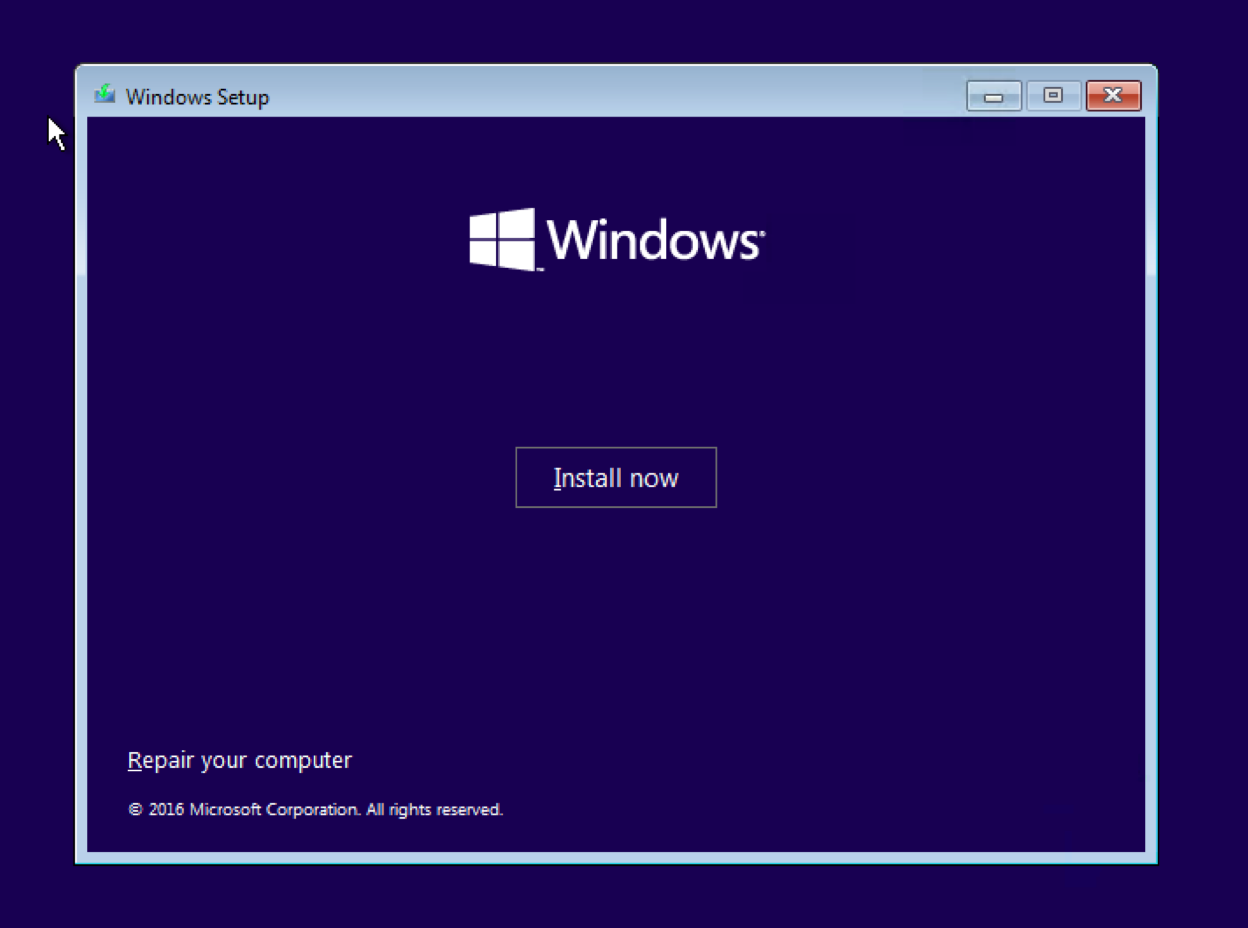 Windows Setup
Windows®
Install now
Repair your computer
© 2016 Microsoft Corporation. All rights reserved.